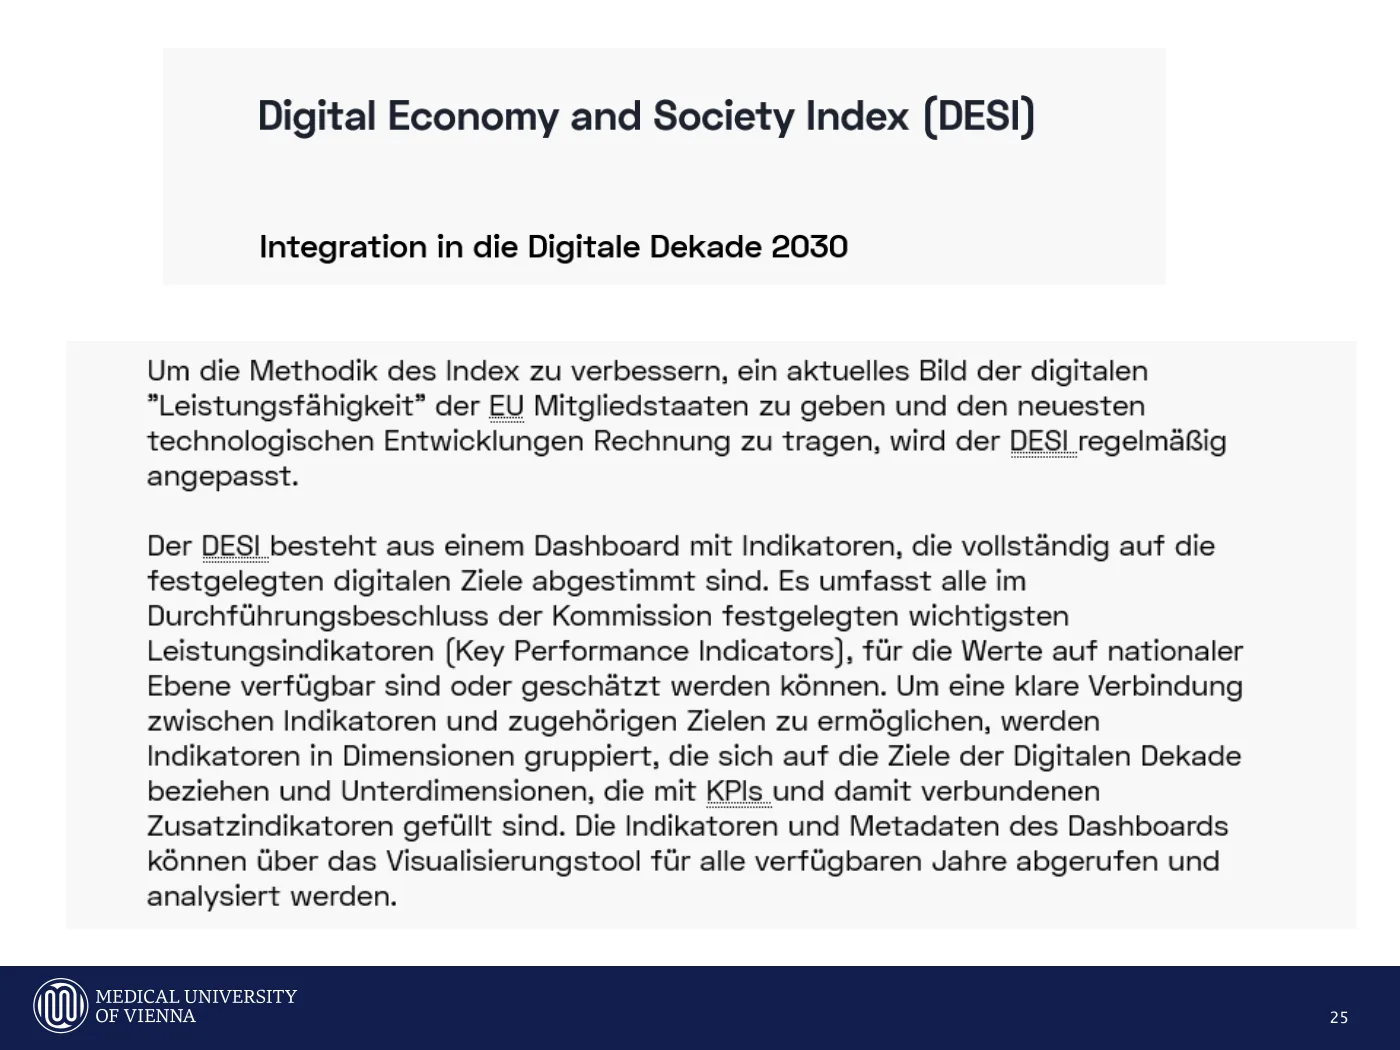 Digital Economy and Society Index (DESI)
Integration in die Digitale Dekade 2030
Um die Methodik des Index zu verbessern, ein aktuelles Bild der digitalen
"Leistungsfähigkeit" der EU Mitgliedstaaten zu geben und den neuesten
technologischen Entwicklungen Rechnung zu tragen, wird der DESI regelmäßig
angepasst.
Der DESI besteht aus einem Dashboard mit Indikatoren, die vollständig auf die
festgelegten digitalen Ziele abgestimmt sind. Es umfasst alle im
Durchführungsbeschluss der Kommission festgelegten wichtigsten
Leistungsindikatoren (Key Performance Indicators), für die Werte auf nationaler
Ebene verfügbar sind oder geschätzt werden können. Um eine klare Verbindung
zwischen Indikatoren und zugehörigen Zielen zu ermöglichen, werden
Indikatoren in Dimensionen gruppiert, die sich auf die Ziele der Digitalen Dekade
beziehen und Unterdimensionen, die mit KPIs und damit verbundenen
Zusatzindikatoren gefüllt sind. Die Indikatoren und Metadaten des Dashboards
können über das Visualisierungstool für alle verfügbaren Jahre abgerufen und
analysiert werden.
MEDICAL UNIVERSITY
OF VIENNA
25